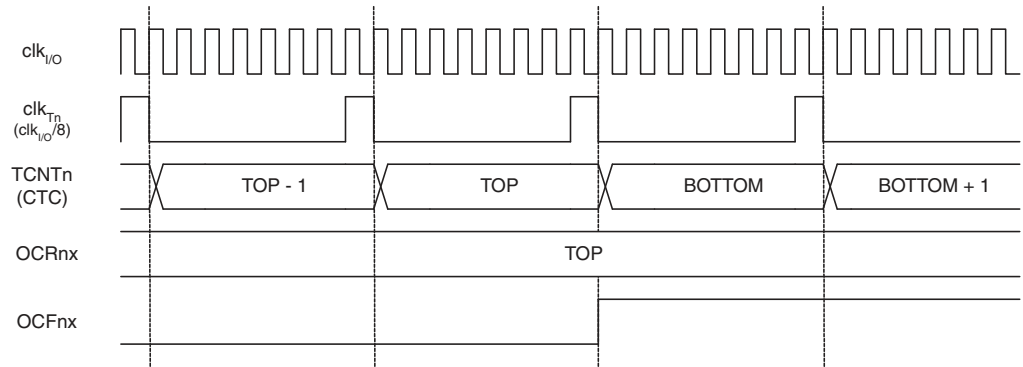 clkI/O
clkTn
(clkI/O/8)
TCNTn
(CTC)
TOP - 1
TOP
BOTTOM
BOTTOM + 1
OCRnx
TOP
OCFnx